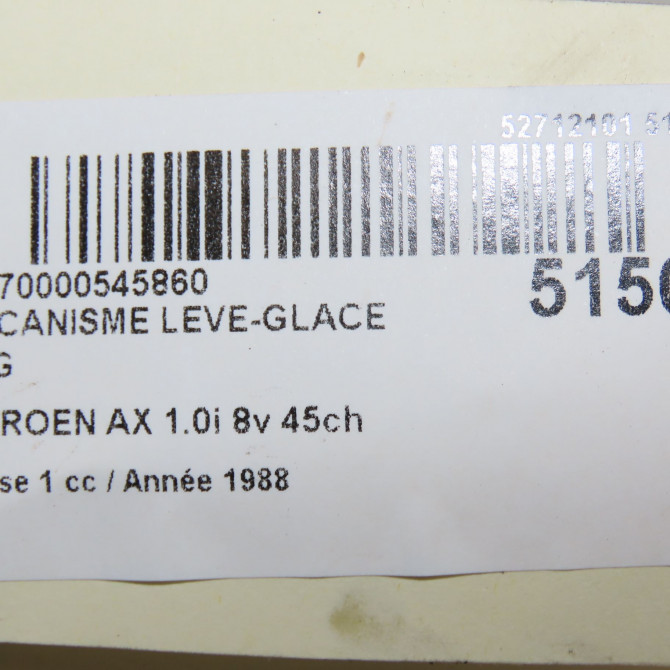 52712101 51
70000545860
5150
CANISME LEVE-GLACE
G
ROEN AX 1.0i 8v 45ch
se 1 cc / Année 1988